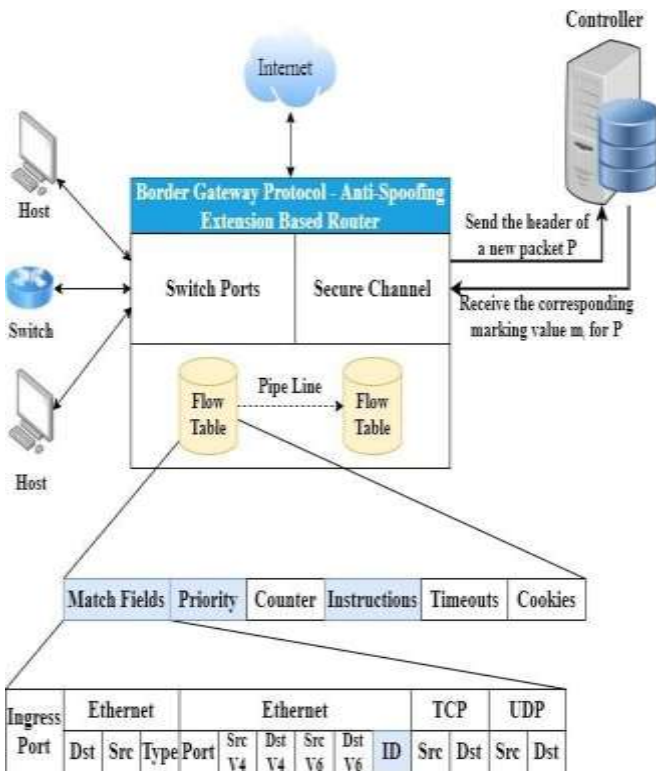 Controller
Internet
Host
Border Gateway Protocol - Anti-Spoofing
Extension Based Router
Send the header of
a new packet P
Switch Ports
Secure Channel
Switch
Receive the corresponding
marking value m, for P
Pipe Line
Flow
Table
Flow
Table
Host
Match Fields Priority Counter Instructions Timeouts Cookies
Ingress
Port
Ethernet Ethernet TCP UDP
Dst Src Type Port Src
V4 Dst
V4 Src
V6 Dst
V6 ID Src Dst Src Dst